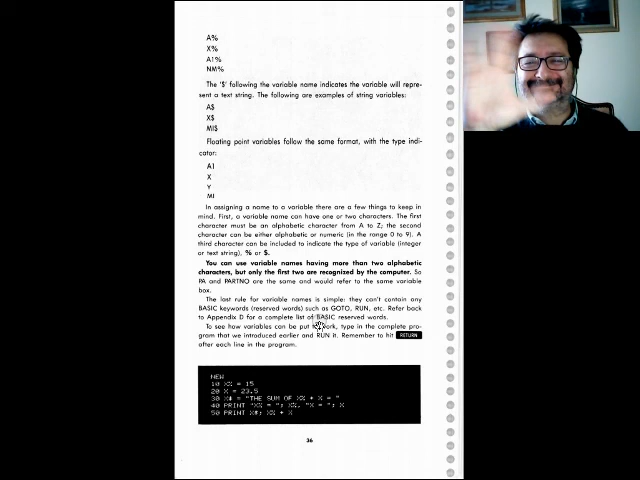 A%
X%
A1%
NM%
The '$' following the variable name indicates the variable will repre-
sent a text string. The following are examples of string variables:
A$
X$
MI$
Floating point variables follow the same format, with the type indi-
cator:
A1
X
Y
MI
In assigning a name to a variable there are a few things to keep in
mind. First, a variable name can have one or two characters. The first
character must be an alphabetic character from A to Z; the second
character can be either alphabetic or numeric (in the range 0 to 9). A
third character can be included to indicate the type of variable (integer
or text string), % or $.
You can use variable names having more than two alphabetic
characters, but only the first two are recognized by the computer. So
PA and PARTNO are the same and would refer to the same variable
box.
The last rule for variable names is simple: they can't contain any
BASIC keywords (reserved words) such as GOTO, RUN, etc. Refer back
to Appendix D for a complete list of BASIC reserved words.
To see how variables can be put to work, type in the complete pro-
gram that we introduced earlier and RUN it. Remember to hit RETURN
after each line in the program.
NEW
10 X% = 15
20 X = 23.5
30 X$ = "THE SUM OF X% + X = "
40 PRINT "X% = "; X%, "X = "; X
50 PRINT X$; X% + X
36